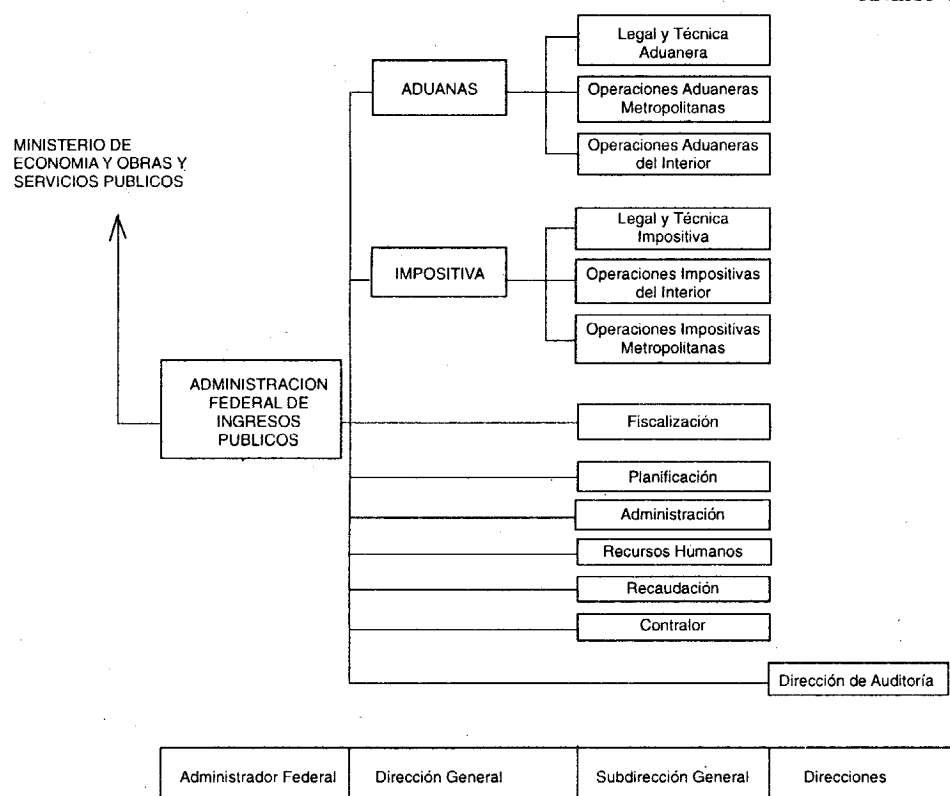 Legal y Técnica
Aduanera
ADUANAS
Operaciones Aduaneras
Metropolitanas
Operaciones Aduaneras
del Interior
MINISTERIO DE
ECONOMIA Y OBRAS Y
SERVICIOS PUBLICOS
Legal y Técnica
Impositiva
IMPOSITIVA
Operaciones Impositivas
del Interior
Operaciones Impositivas
Metropolitanas
ADMINISTRACION
FEDERAL DE
INGRESOS
PUBLICOS
Fiscalización
Planificación
Administración
Recursos Humanos
Recaudación
Contralor
Dirección de Auditoría
Administrador Federal
Dirección General
Subdirección General
Direcciones